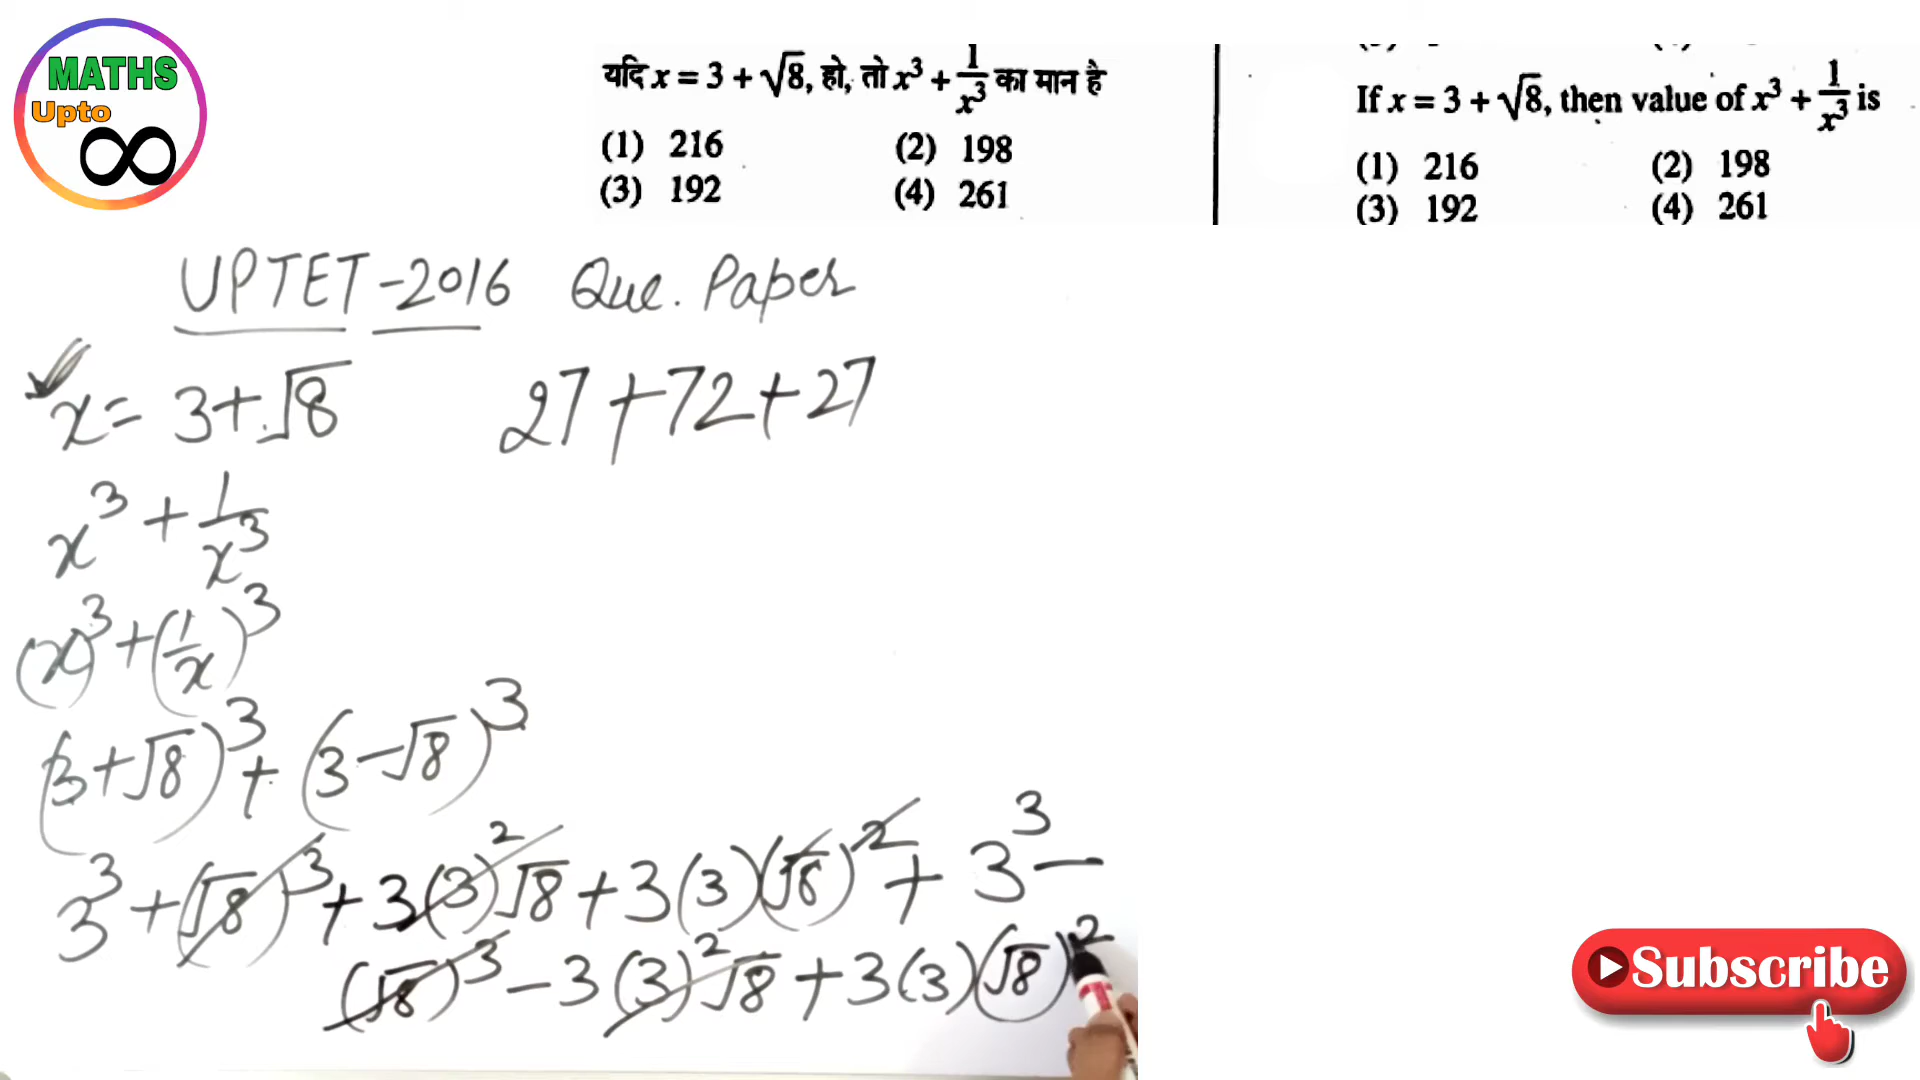 MATHS
Upto
∞
यदि x = 3 + √8, हो, तो x³ + 1/x³ का मान है
(1) 216 (2) 198
(3) 192 (4) 261
If x = 3 + √8, then value of x³ + 1/x³ is
(1) 216 (2) 198
(3) 192 (4) 261
UPTET-2016 Que. Paper
x = 3+√8 27+72+27
x³ + 1/x³
(x)³ + (1/x)³
(3+√8)³ + (3-√8)³
3³ + (√8)³ + 3(3)²√8 + 3(3)(√8)² + 3³ -
(√8)³ - 3(3)²√8 + 3(3)(√8)²
Subscribe